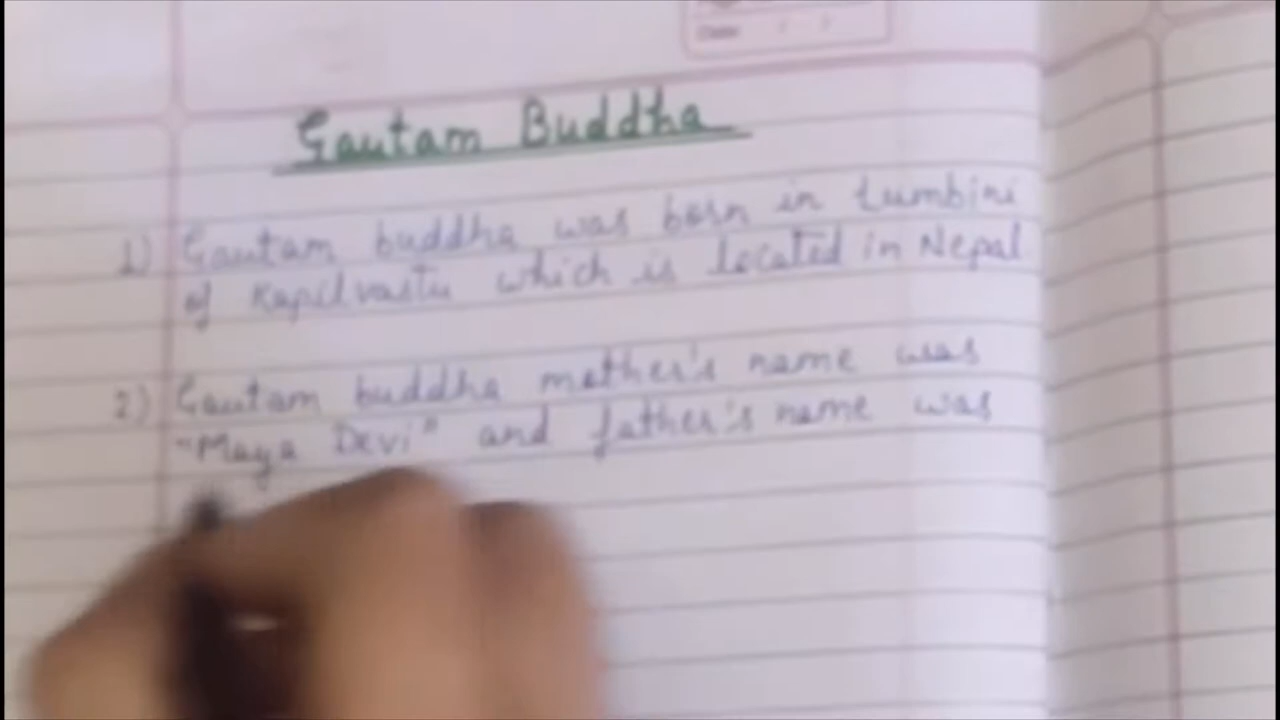 Date:
Gautam Buddha
1) Gautam buddha was born in Lumbini
of Kapilvastu which is located in Nepal
2) Gautam buddha mother's name was
"Maya Devi" and father's name was